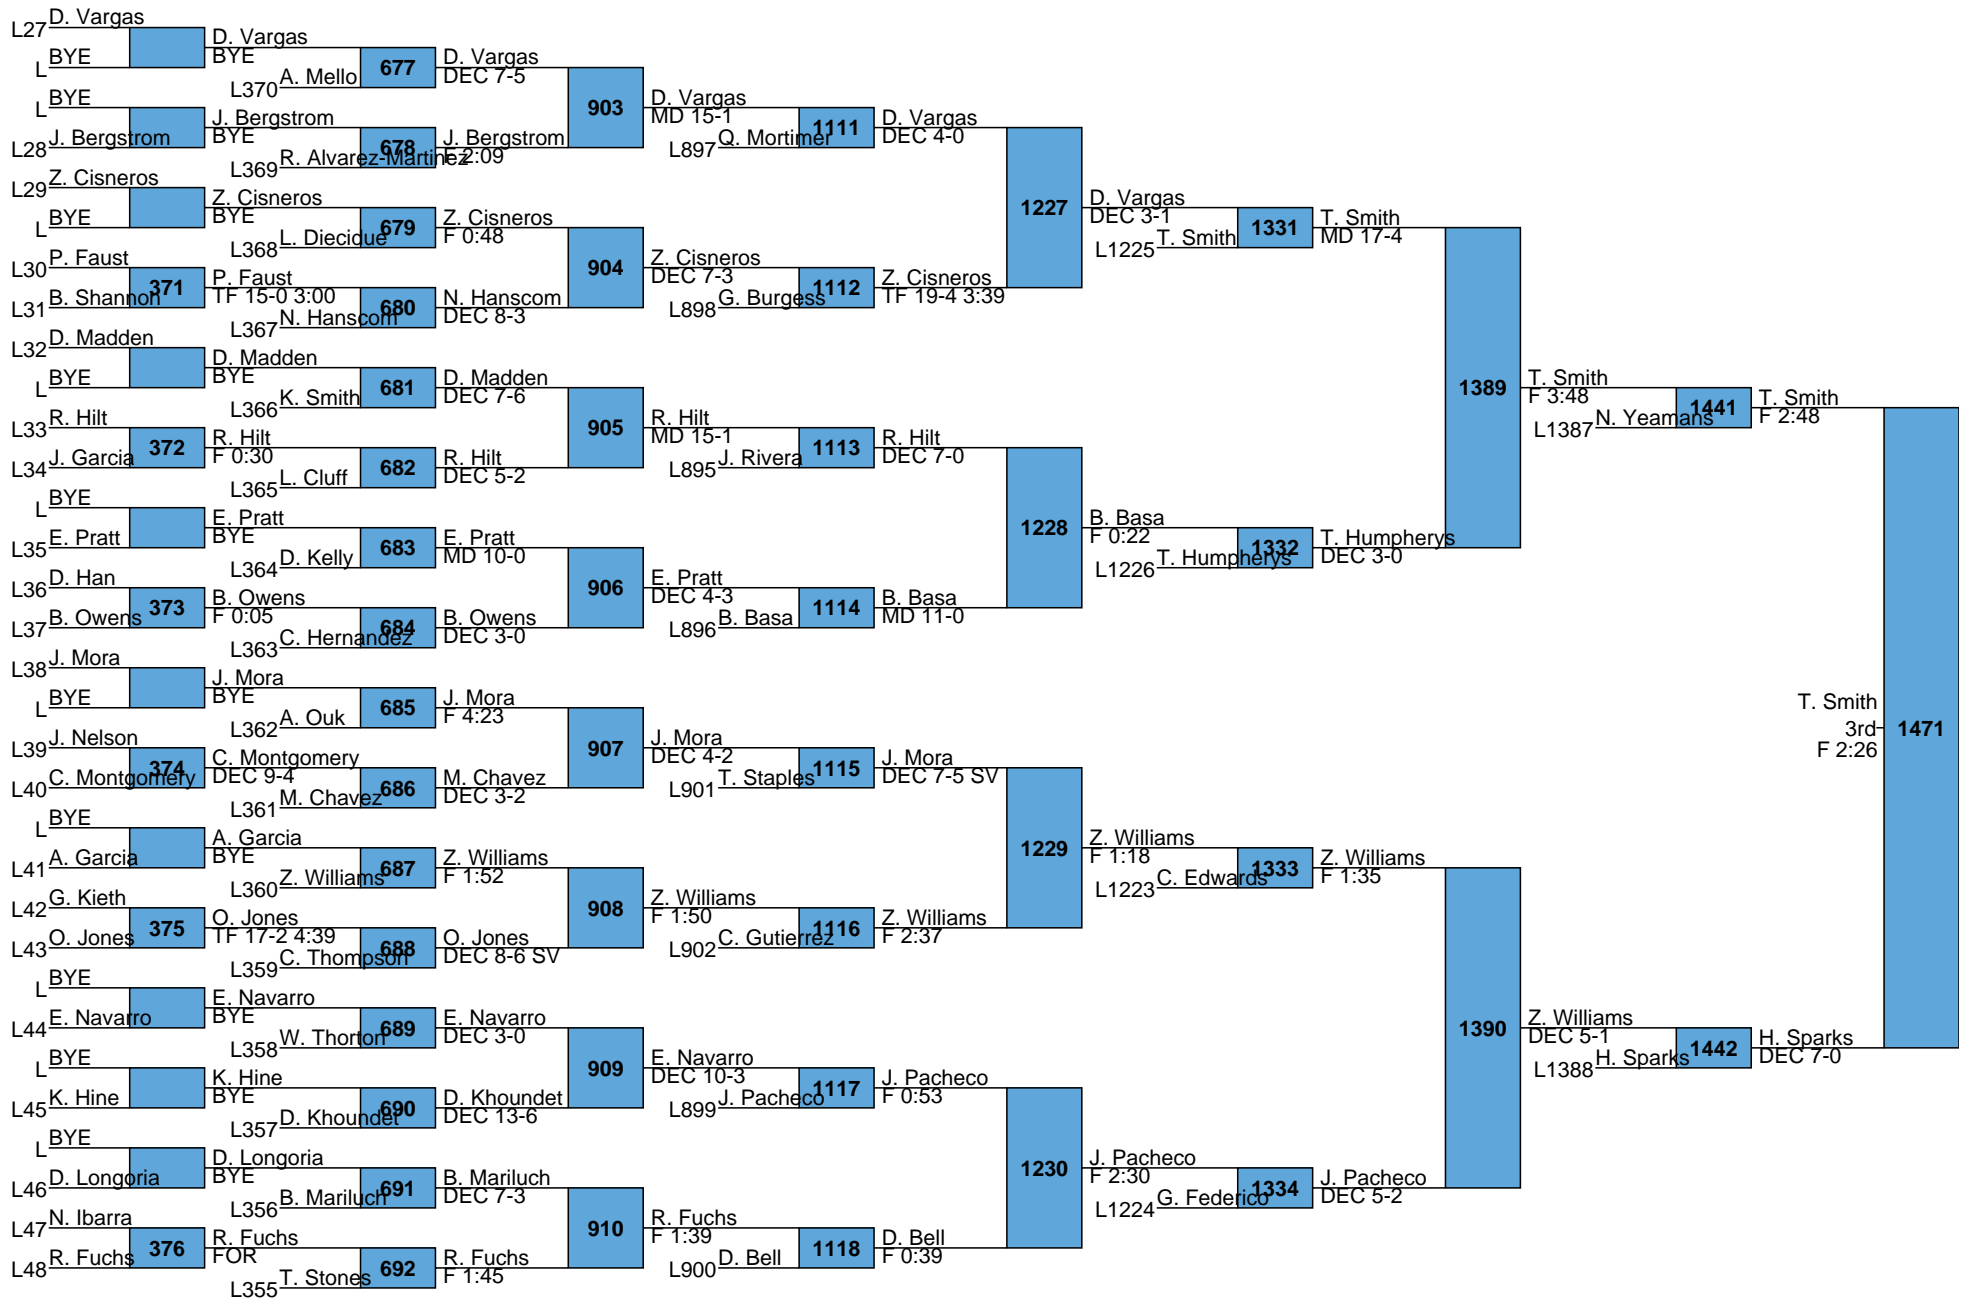 D. Vargas
L27
BYE
L
D. Vargas
BYE
A. Mello
L370
677
D. Vargas
DEC 7-5
BYE
L
J. Bergstrom
L28
J. Bergstrom
BYE
R. Alvarez-Martinez
L369
678
J. Bergstrom
F 2:09
903
D. Vargas
MD 15-1
Q. Mortimer
L897
1111
D. Vargas
DEC 4-0
Z. Cisneros
L29
BYE
L
Z. Cisneros
BYE
L. Diecidue
L368
679
Z. Cisneros
F 0:48
P. Faust
L30
B. Shannon
L31
371
P. Faust
TF 15-0 3:00
N. Hanscom
L367
680
N. Hanscom
DEC 8-3
904
Z. Cisneros
DEC 7-3
G. Burgess
L898
1112
Z. Cisneros
TF 19-4 3:39
1227
D. Vargas
DEC 3-1
T. Smith
L1225
1331
T. Smith
MD 17-4
D. Madden
L32
BYE
L
D. Madden
BYE
K. Smith
L366
681
D. Madden
DEC 7-6
R. Hilt
L33
J. Garcia
L34
372
R. Hilt
F 0:30
L. Cluff
L365
682
R. Hilt
DEC 5-2
905
R. Hilt
MD 15-1
J. Rivera
L895
1113
R. Hilt
DEC 7-0
BYE
L
E. Pratt
L35
E. Pratt
BYE
D. Kelly
L364
683
E. Pratt
MD 10-0
D. Han
L36
B. Owens
L37
373
B. Owens
F 0:05
C. Hernandez
L363
684
B. Owens
DEC 3-0
906
E. Pratt
DEC 4-3
B. Basa
L896
1114
B. Basa
MD 11-0
1228
B. Basa
F 0:22
T. Humpherys
L1226
1332
T. Humpherys
DEC 3-0
1389
T. Smith
F 3:48
N. Yeamans
L1387
1441
T. Smith
F 2:48
J. Mora
L38
BYE
L
J. Mora
BYE
A. Ouk
L362
685
J. Mora
F 4:23
J. Nelson
L39
C. Montgomery
L40
374
C. Montgomery
DEC 9-4
M. Chavez
L361
686
M. Chavez
DEC 3-2
907
J. Mora
DEC 4-2
T. Staples
L901
1115
J. Mora
DEC 7-5 SV
BYE
L
A. Garcia
L41
A. Garcia
BYE
Z. Williams
L360
687
Z. Williams
F 1:52
G. Kieth
L42
O. Jones
L43
375
O. Jones
TF 17-2 4:39
C. Thompson
L359
688
O. Jones
DEC 8-6 SV
908
Z. Williams
F 1:50
C. Gutierrez
L902
1116
Z. Williams
F 2:37
1229
Z. Williams
F 1:18
C. Edwards
L1223
1333
Z. Williams
F 1:35
BYE
L
E. Navarro
L44
E. Navarro
BYE
W. Thorton
L358
689
E. Navarro
DEC 3-0
BYE
L
K. Hine
L45
K. Hine
BYE
D. Khoundet
L357
690
D. Khoundet
DEC 13-6
909
E. Navarro
DEC 10-3
J. Pacheco
L899
1117
J. Pacheco
F 0:53
BYE
L
D. Longoria
L46
D. Longoria
BYE
B. Mariluch
L356
691
B. Mariluch
DEC 7-3
N. Ibarra
L47
R. Fuchs
L48
376
R. Fuchs
FOR
T. Stones
L355
692
R. Fuchs
F 1:45
910
R. Fuchs
F 1:39
D. Bell
L900
1118
D. Bell
F 0:39
1230
J. Pacheco
F 2:30
G. Federico
L1224
1334
J. Pacheco
DEC 5-2
1390
Z. Williams
DEC 5-1
H. Sparks
L1388
1442
H. Sparks
DEC 7-0
T. Smith
3rd
F 2:26
1471